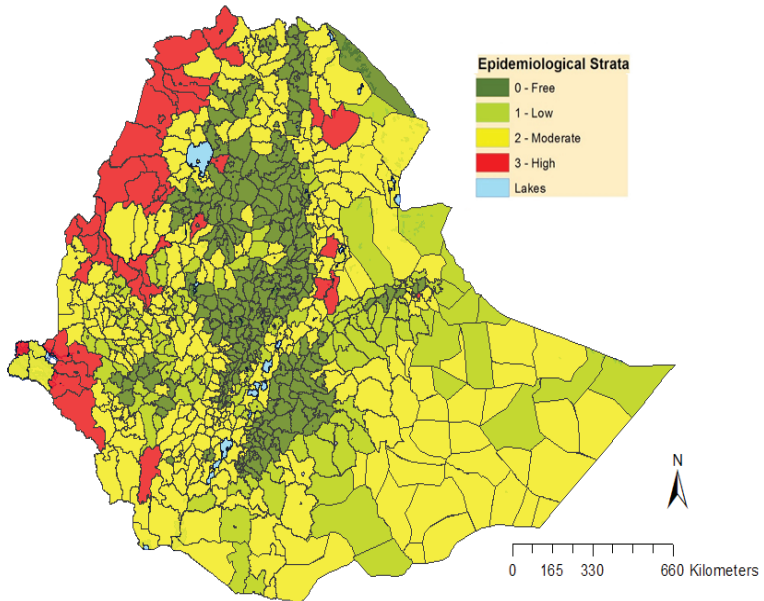 Epidemiological Strata
0 - Free
1 - Low
2 - Moderate
3 - High
Lakes
N
0 165 330 660 Kilometers